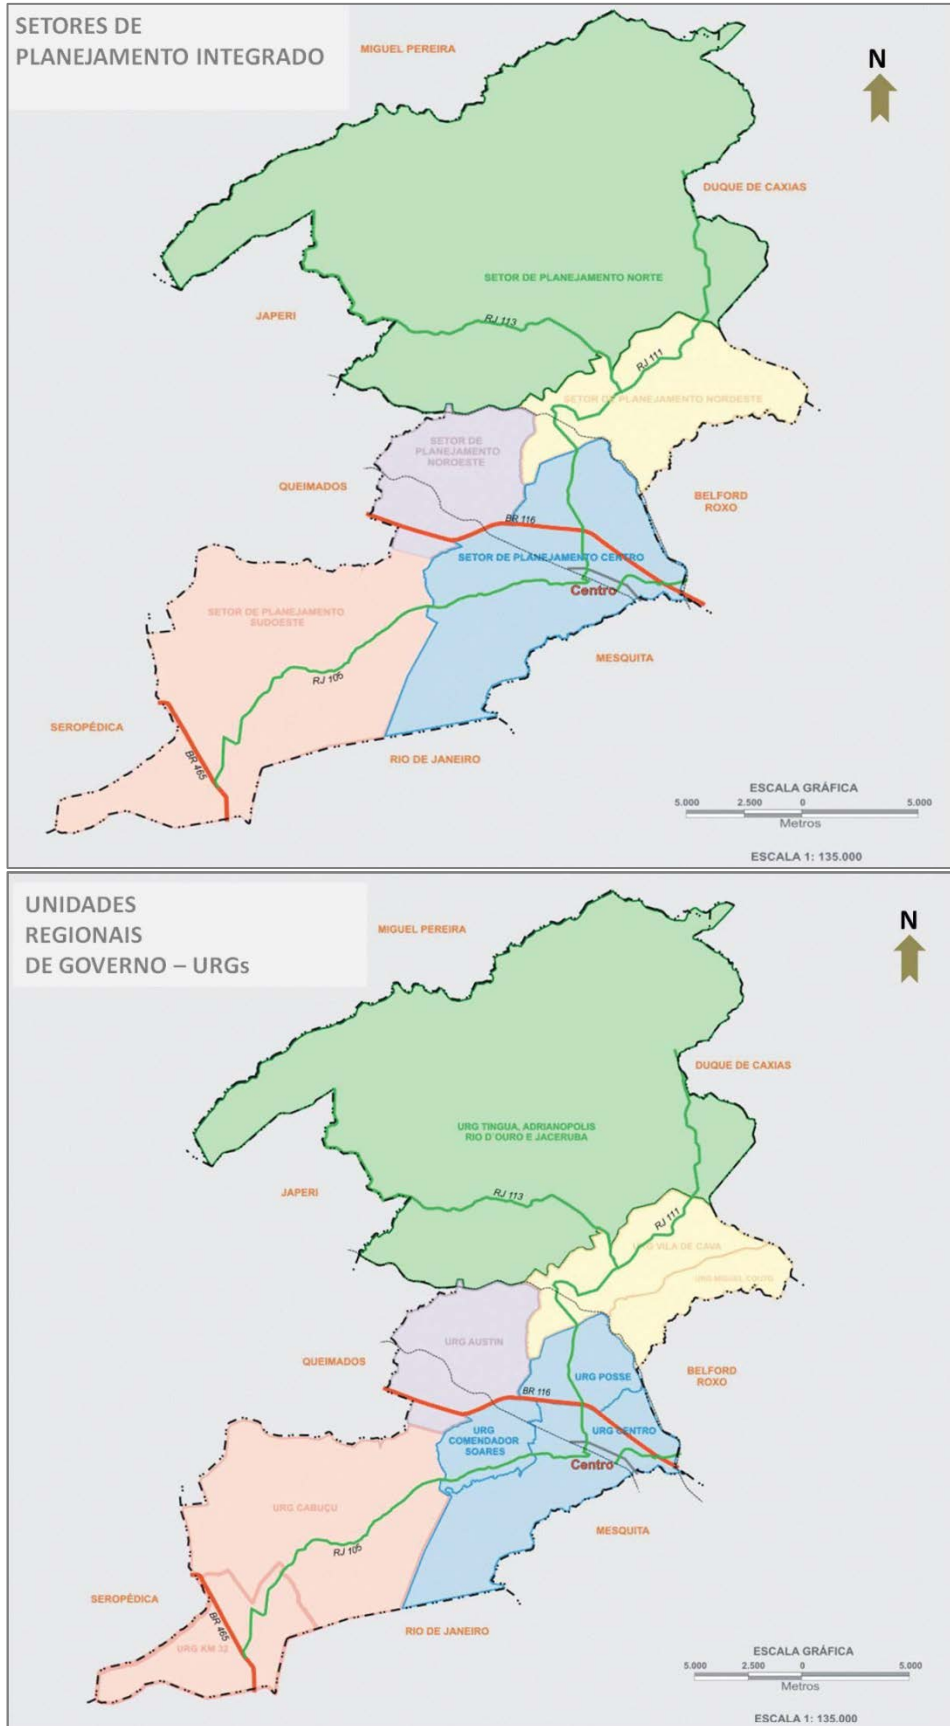 SETORES DE
PLANEJAMENTO INTEGRADO
MIGUEL PEREIRA
N
DUQUE DE CAXIAS
SETOR DE PLANEJAMENTO NORTE
JAPERI
RJ 113
RJ 111
SETOR DE PLANEJAMENTO NORDESTE
SETOR DE
PLANEJAMENTO
NOROESTE
QUEIMADOS
BELFORD
ROXO
BR 116
SETOR DE PLANEJAMENTO CENTRO
Centro
SETOR DE PLANEJAMENTO
SUDOESTE
MESQUITA
RJ 105
SEROPÉDICA
BR 465
RIO DE JANEIRO
ESCALA GRÁFICA
5.000 2.500 0 5.000
Metros
ESCALA 1: 135.000
UNIDADES
REGIONAIS
DE GOVERNO – URGs
MIGUEL PEREIRA
N
DUQUE DE CAXIAS
URG TINGUA, ADRIANOPOLIS
RIO D'OURO E JACERUBA
JAPERI
RJ 113
RJ 111
URG VILA DE CAVA
URG MIGUEL COUTO
URG AUSTIN
QUEIMADOS
BELFORD
ROXO
URG POSSE
BR 116
URG CENTRO
URG
COMENDADOR
SOARES
Centro
URG CABUÇU
MESQUITA
RJ 105
SEROPÉDICA
BR 465
RIO DE JANEIRO
URG KM 32
ESCALA GRÁFICA
5.000 2.500 0 5.000
Metros
ESCALA 1: 135.000